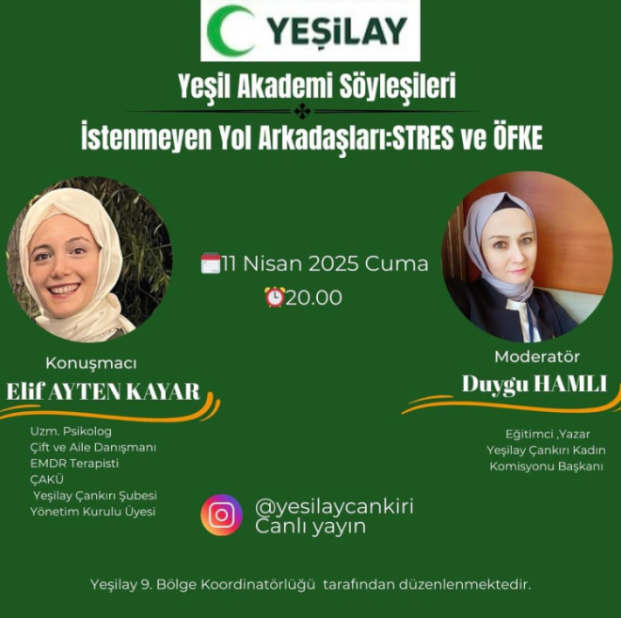 YEŞİLAY
Yeşil Akademi Söyleşileri
İstenmeyen Yol Arkadaşları:STRES ve ÖFKE
11 Nisan 2025 Cuma
20.00
Konuşmacı
Elif AYTEN KAYAR
Uzm. Psikolog
Çift ve Aile Danışmanı
EMDR Terapisti
ÇAKÜ
Yeşilay Çankırı Şubesi
Yönetim Kurulu Üyesi
Moderatör
Duygu HAMLI
Eğitimci ,Yazar
Yeşilay Çankırı Kadın
Komisyonu Başkanı
@yesilaycankiri
Canlı yayın
Yeşilay 9. Bölge Koordinatörlüğü tarafından düzenlenmektedir.